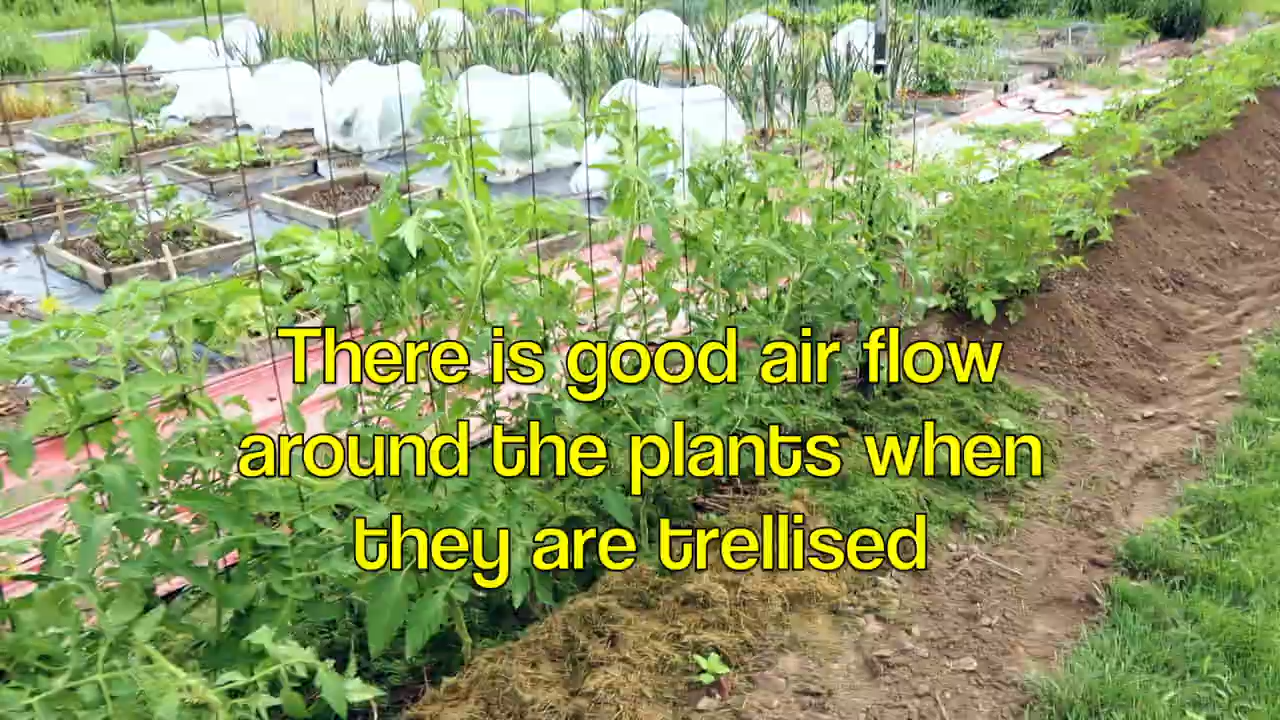 There is good air flow
around the plants when
they are trellised